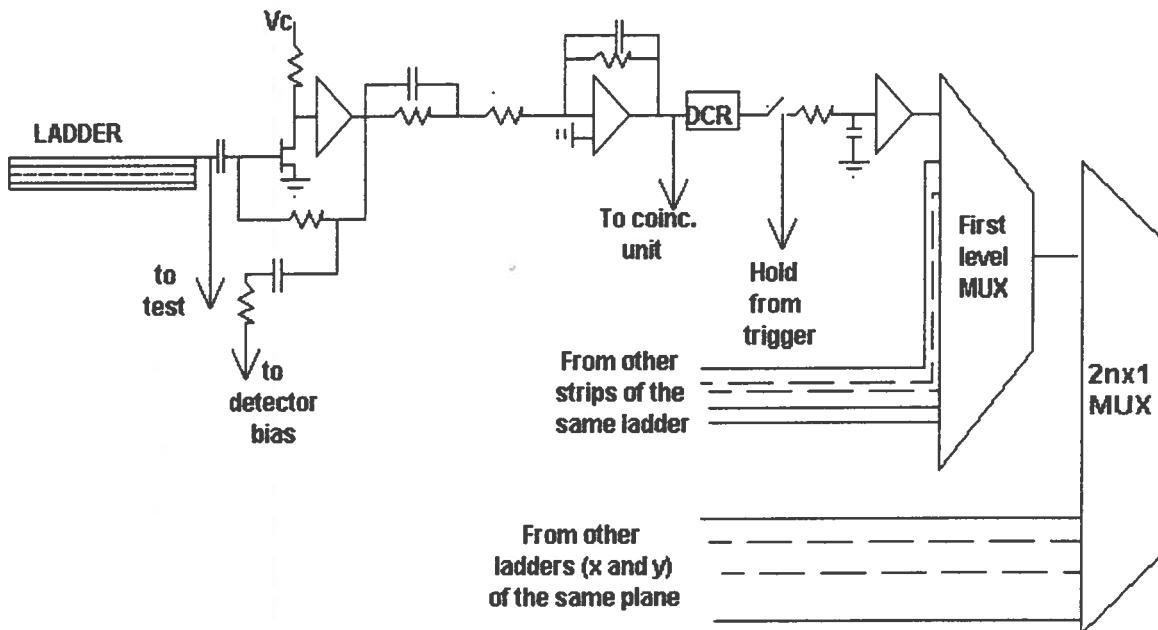 Vc
LADDER
DCR
to
test
to
detector
bias
To coinc.
unit
Hold
from
trigger
First
level
MUX
From other
strips of the
same ladder
2nx1
MUX
From other
ladders (x and y)
of the same plane